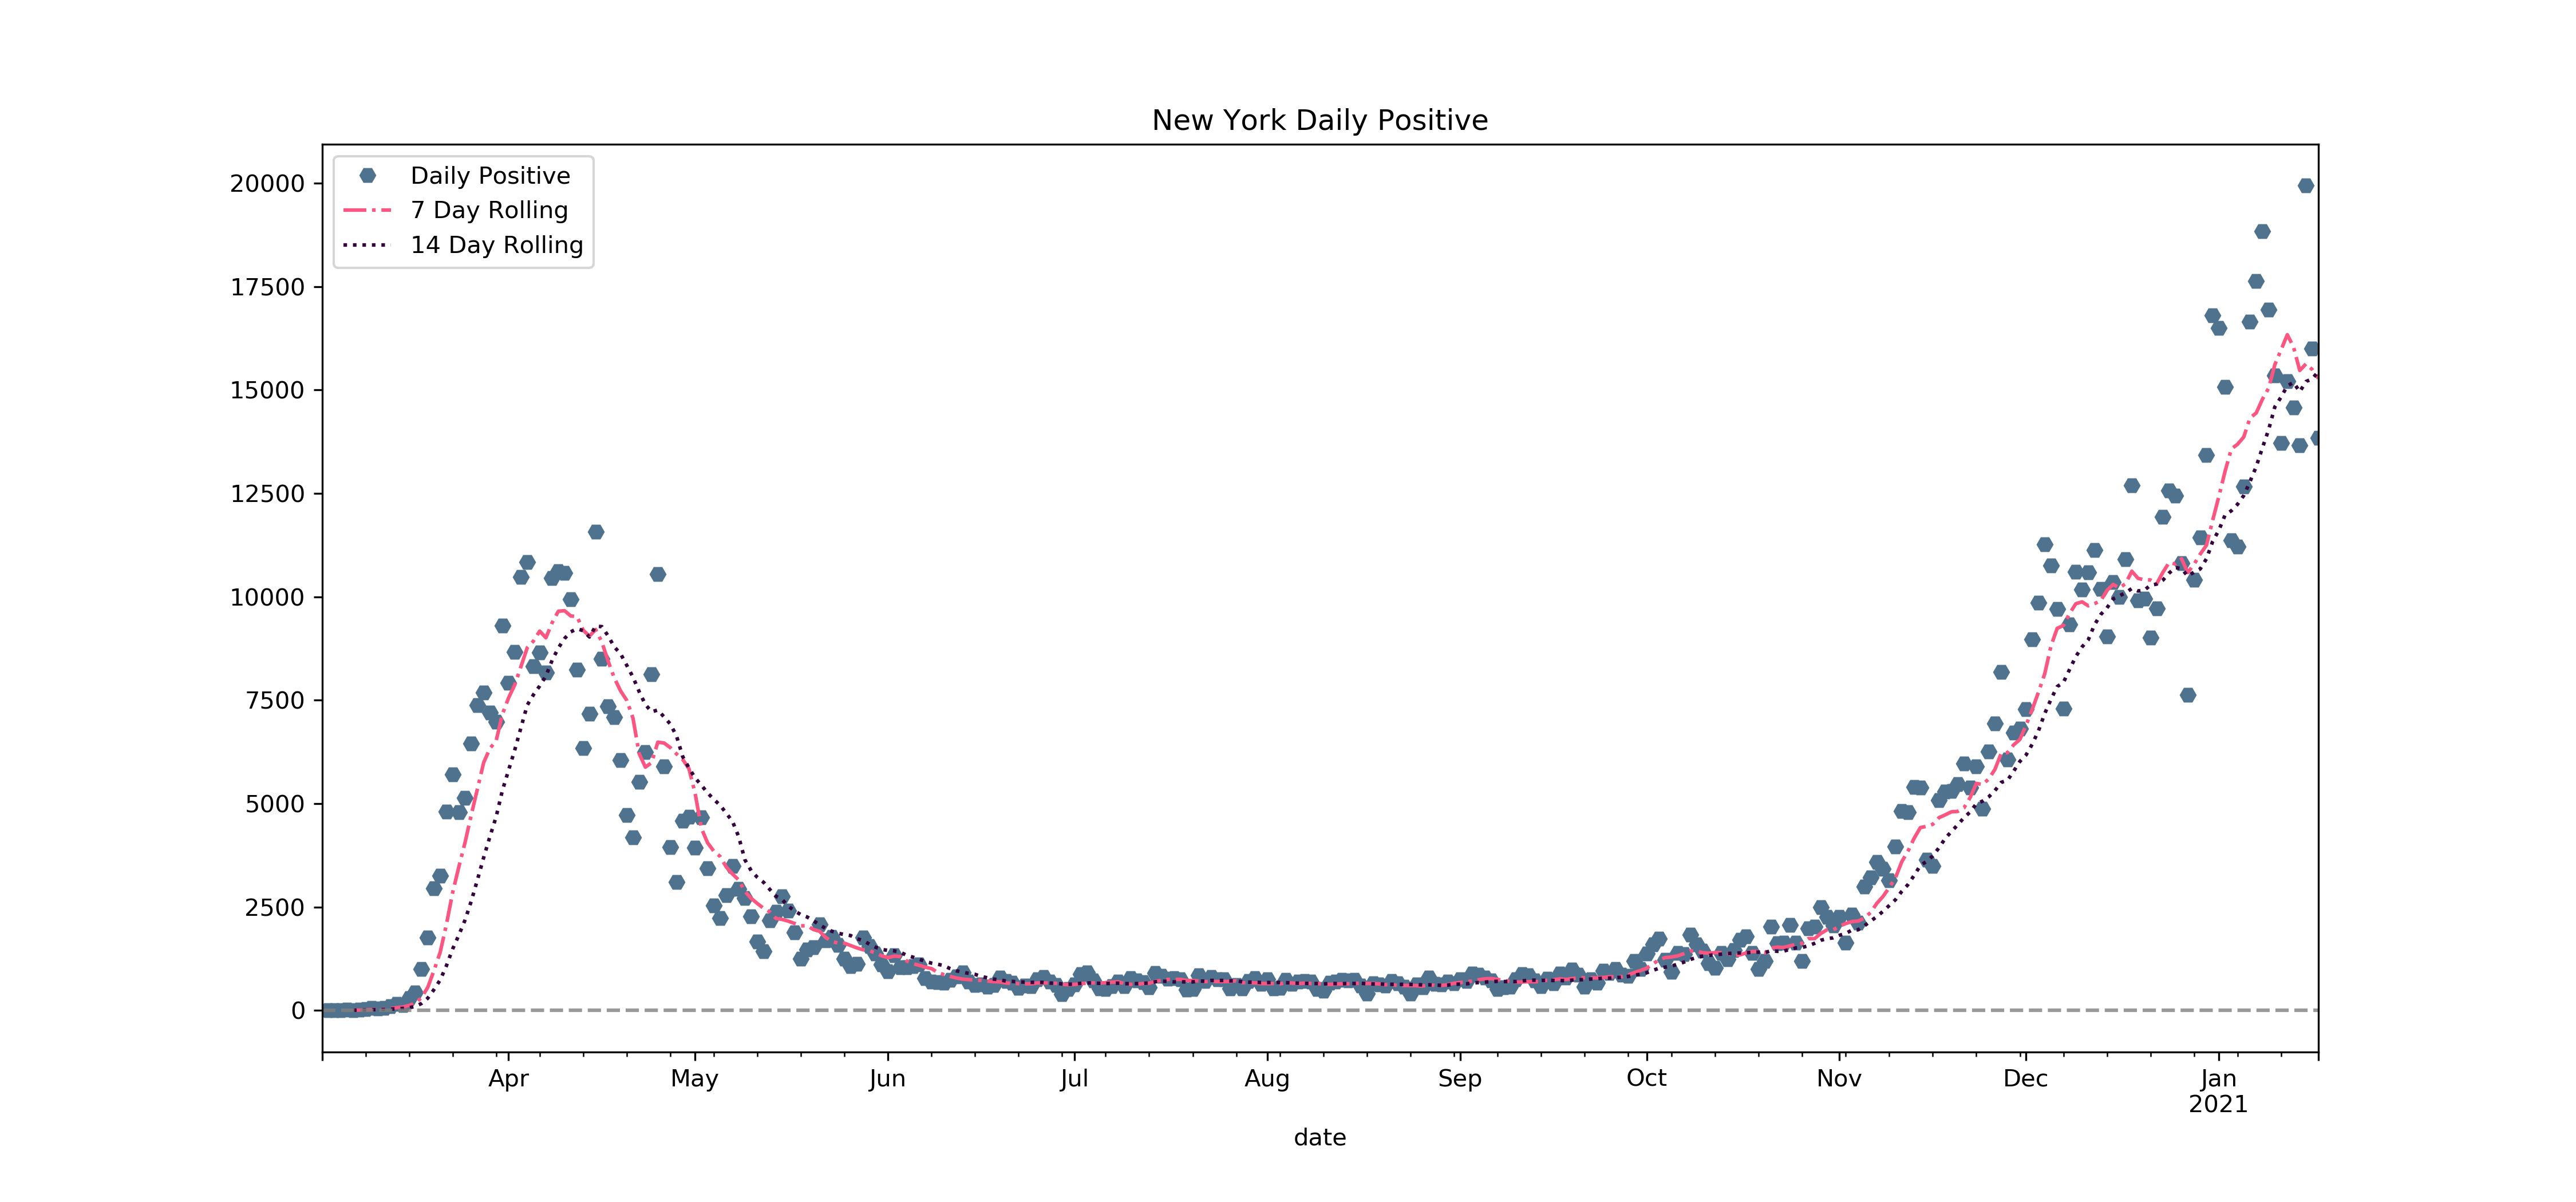 New York Daily Positive
Daily Positive
7 Day Rolling
14 Day Rolling
20000
17500
15000
12500
10000
7500
5000
2500
0
Apr May Jun Jul Aug Sep Oct Nov Dec Jan
2021
date